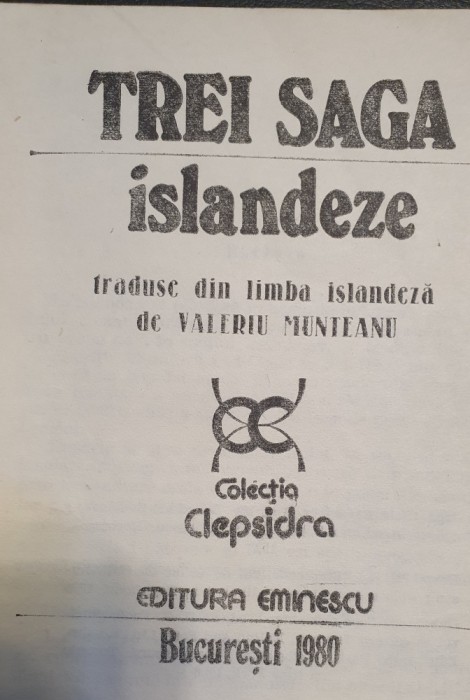 TREI SAGA
islandeze
traduse din limba islandeză
de VALERIU MUNTEANU
Colecția
Clepsidra
EDITURA EMINESCU
București 1980